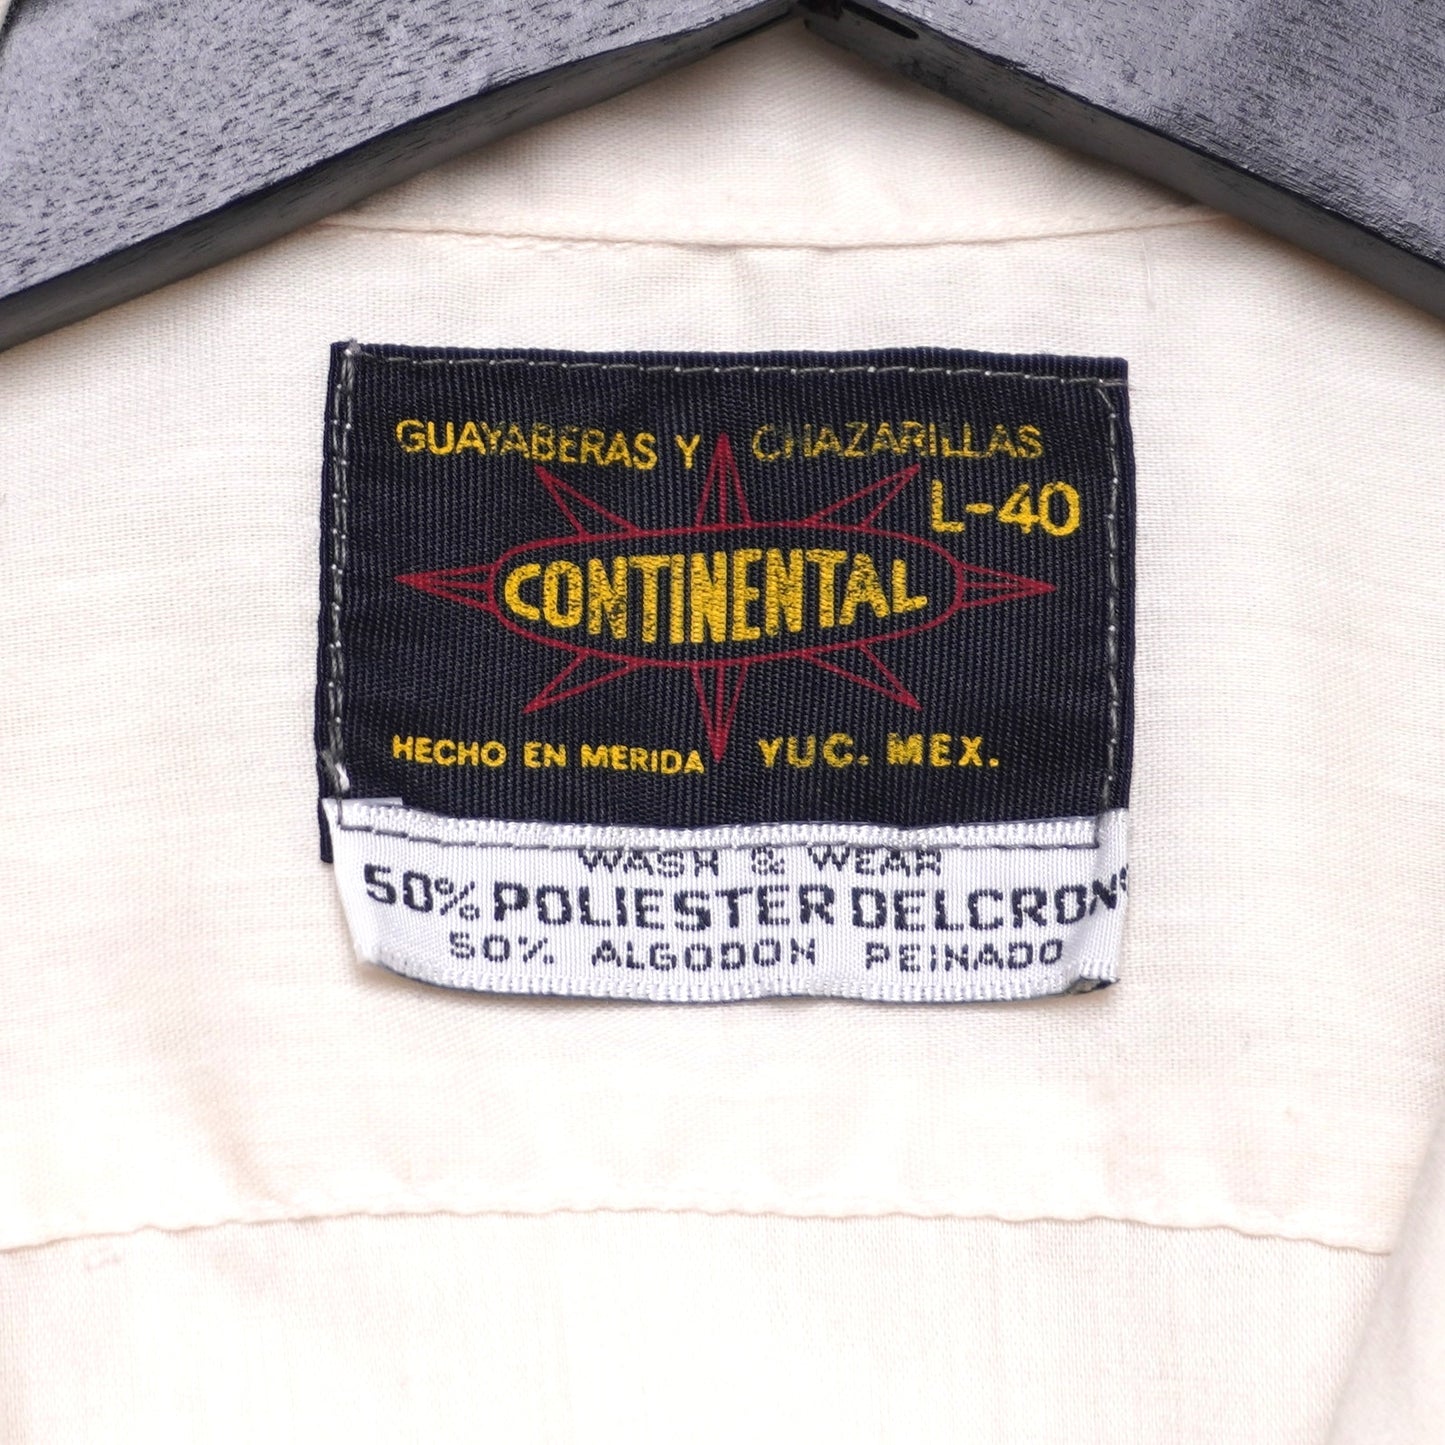 GUAYABERAS Y CHAZARILLAS
L-40
CONTINENTAL
HECHO EN MERIDA YUC. MEX.
WASH & WEAR
50% POLIESTER DELCRON
50% ALGODON PEINADO